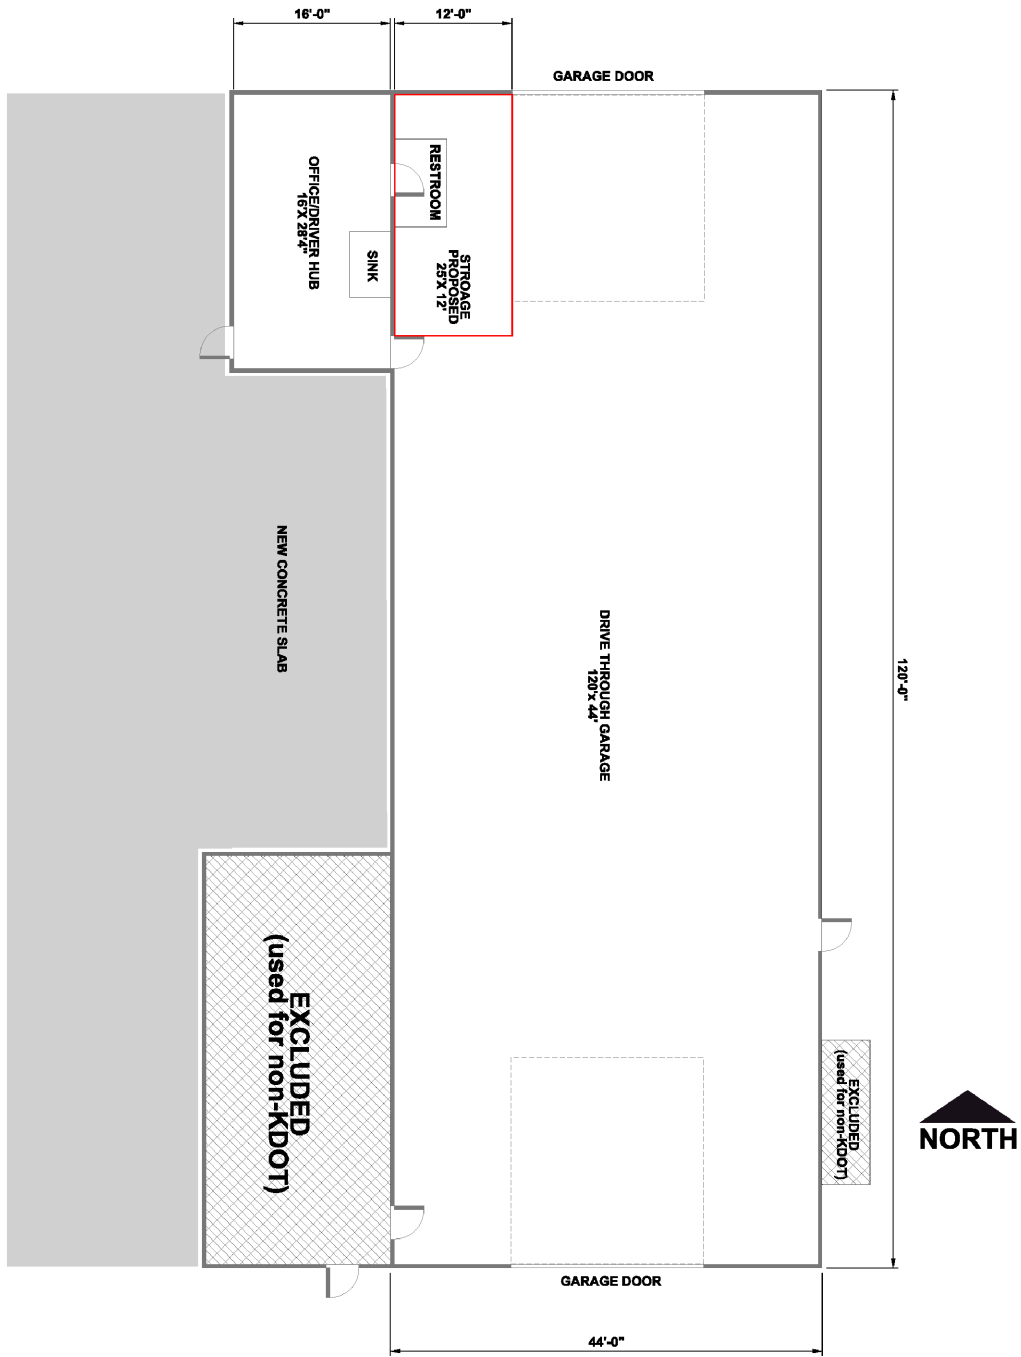 16'-0"
12'-0"
GARAGE DOOR
OFFICE/DRIVER HUB
16'X 28'4"
RESTROOM
SINK
STROAGE
PROPOSED
25'X 12'
NEW CONCRETE SLAB
DRIVE THROUGH GARAGE
120'x 44'
120'-0"
EXCLUDED
(used for non-KDOT)
EXCLUDED
(used for non-KDOT)
NORTH
GARAGE DOOR
44'-0"